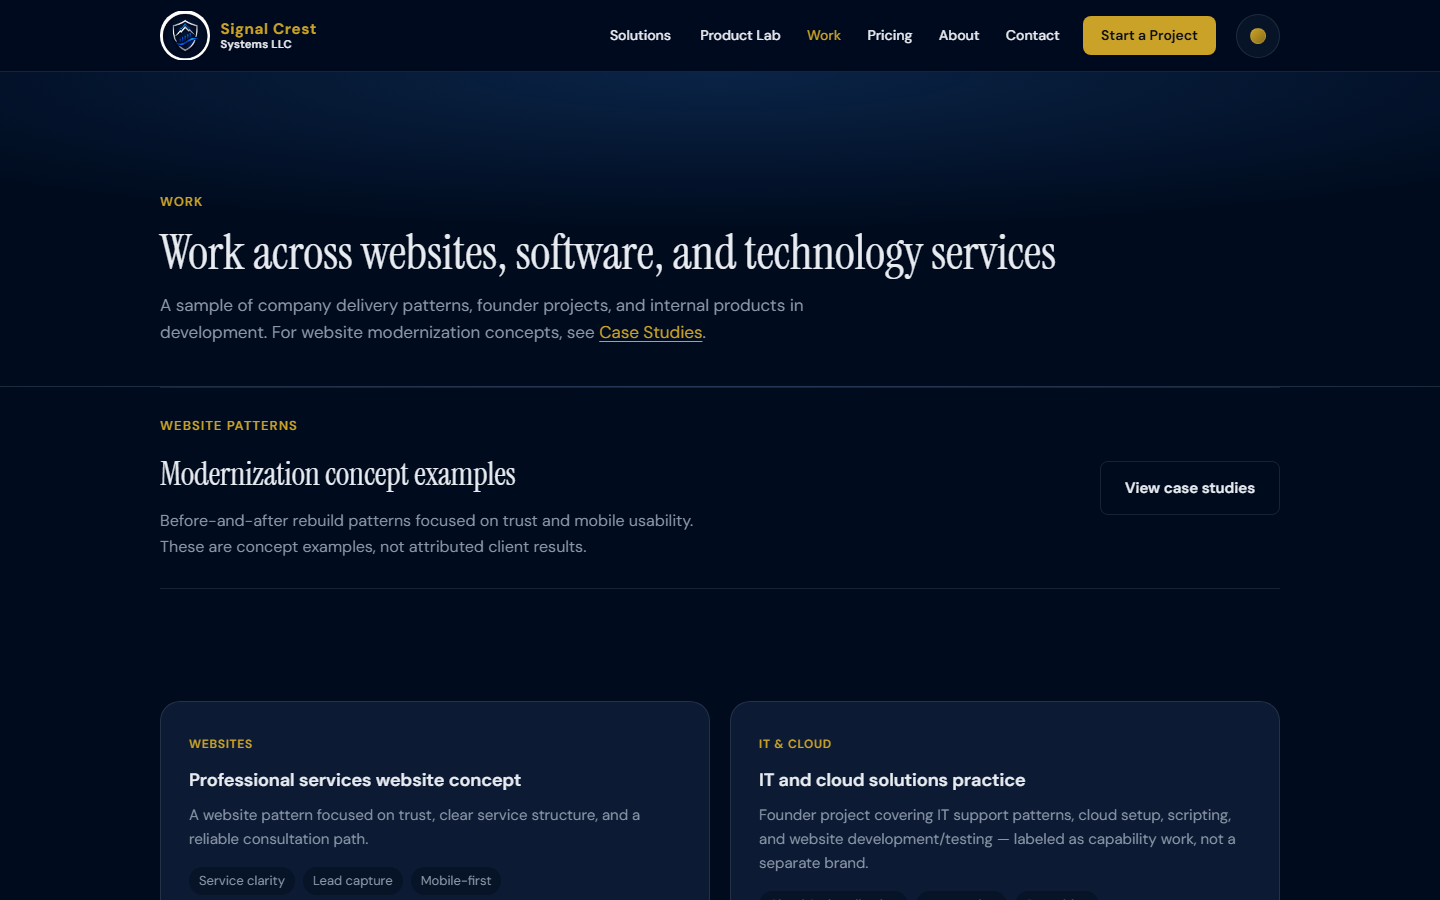 Signal Crest
Systems LLC
Solutions
Product Lab
Work
Pricing
About
Contact
Start a Project
WORK
Work across websites, software, and technology services
A sample of company delivery patterns, founder projects, and internal products in
development. For website modernization concepts, see Case Studies.
WEBSITE PATTERNS
Modernization concept examples
Before-and-after rebuild patterns focused on trust and mobile usability.
These are concept examples, not attributed client results.
View case studies
WEBSITES
Professional services website concept
A website pattern focused on trust, clear service structure, and a
reliable consultation path.
Service clarity
Lead capture
Mobile-first
IT & CLOUD
IT and cloud solutions practice
Founder project covering IT support patterns, cloud setup, scripting,
and website development/testing — labeled as capability work, not a
separate brand.